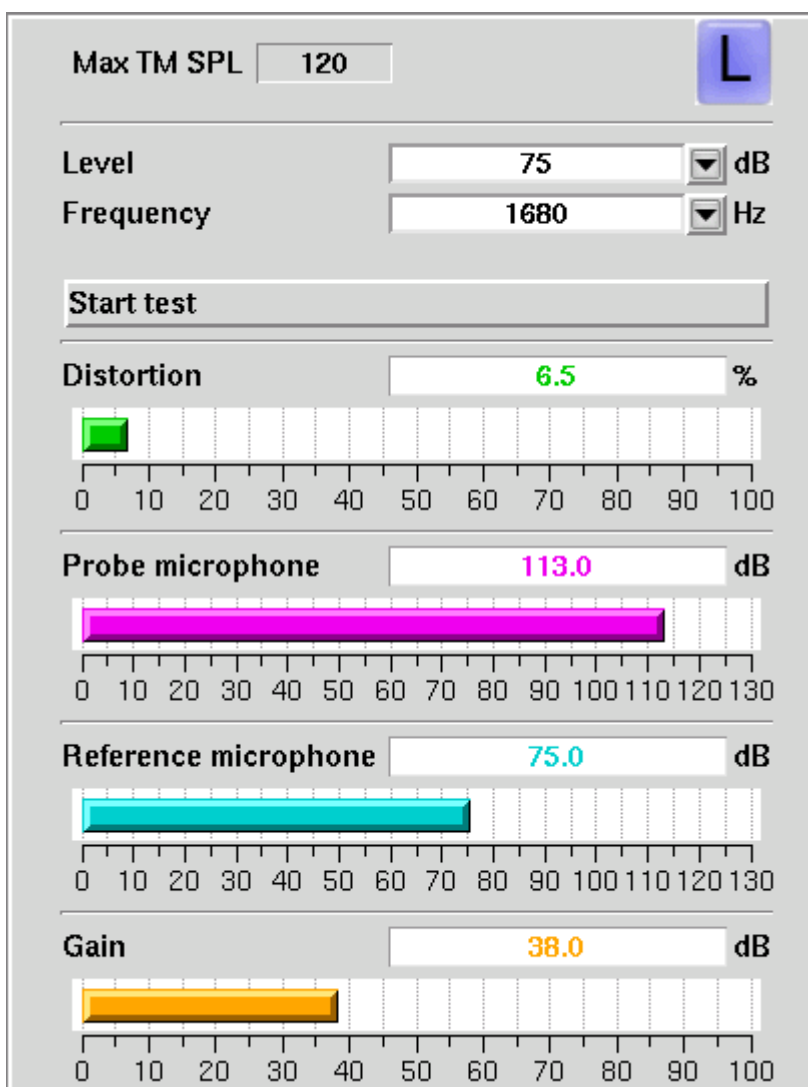 Max TM SPL 120 L
Level 75 dB
Frequency 1680 Hz
Start test
Distortion 6.5 %
0 10 20 30 40 50 60 70 80 90 100
Probe microphone 113.0 dB
0 10 20 30 40 50 60 70 80 90 100 110 120 130
Reference microphone 75.0 dB
0 10 20 30 40 50 60 70 80 90 100 110 120 130
Gain 38.0 dB
0 10 20 30 40 50 60 70 80 90 100